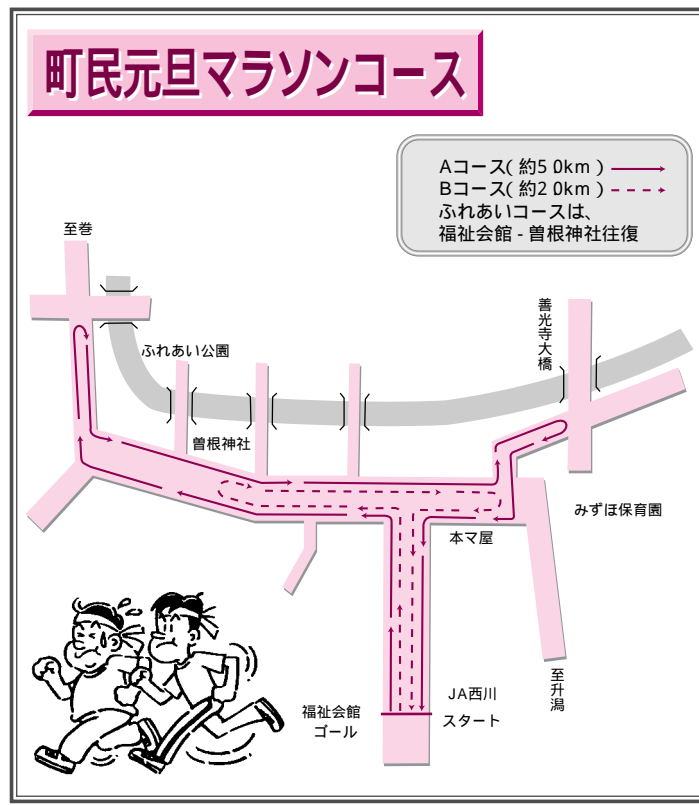 町民元旦マラソンコース
Aコース( 約5.0km )
Bコース( 約2.0km )
ふれあいコースは、
福祉会館 - 曽根神社往復
至巻
善光寺大橋
ふれあい公園
曽根神社
みずほ保育園
本マ屋
至升潟
JA西川
スタート
福祉会館
ゴール